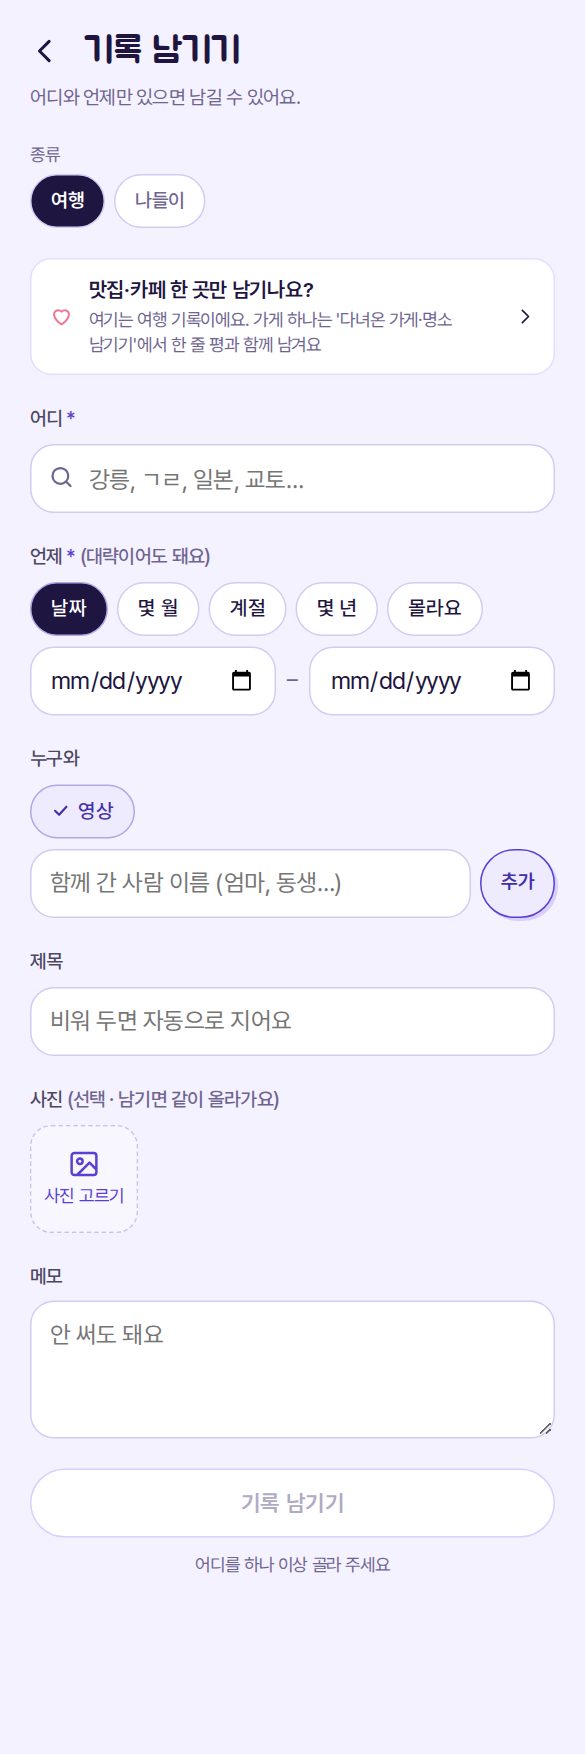 기록 남기기
어디와 언제만 있으면 남길 수 있어요.
종류
여행 나들이
맛집·카페 한 곳만 남기나요?
여기는 여행 기록이에요. 가게 하나는 '다녀온 가게·명소
남기기'에서 한 줄 평과 함께 남겨요
어디 *
강릉, ㄱㄹ, 일본, 교토...
언제 * (대략이어도 돼요)
날짜 몇 월 계절 몇 년 몰라요
mm/dd/yyyy – mm/dd/yyyy
누구와
영상
함께 간 사람 이름 (엄마, 동생...) 추가
제목
비워 두면 자동으로 지어요
사진 (선택 · 남기면 같이 올라가요)
사진 고르기
메모
안 써도 돼요
기록 남기기
어디를 하나 이상 골라 주세요